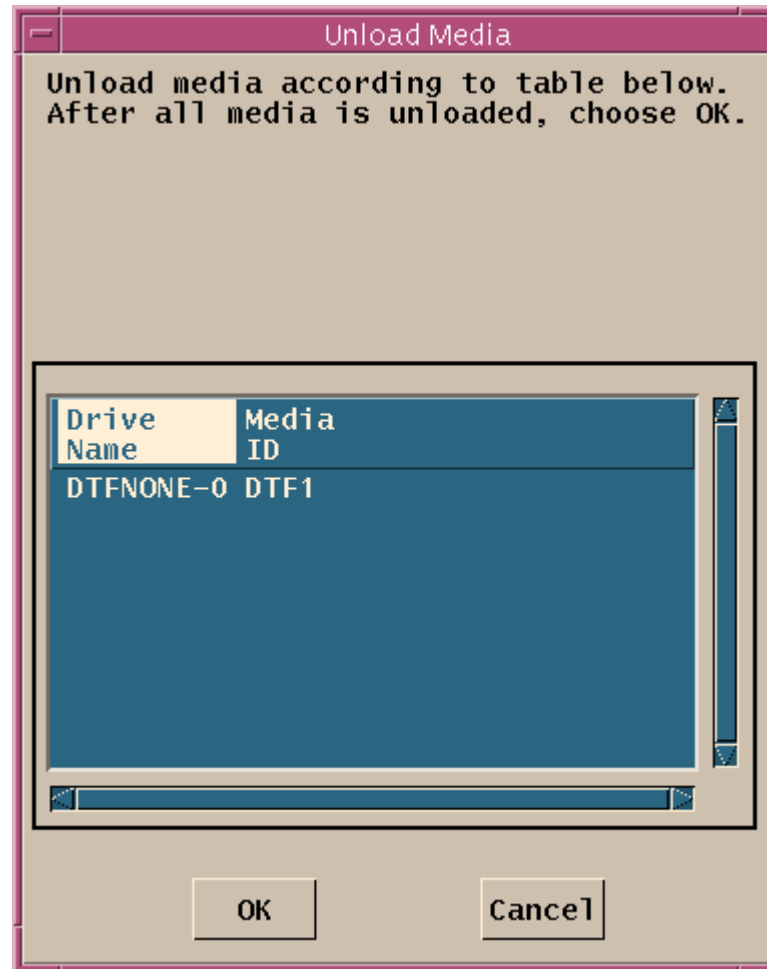 Unload Media
Unload media according to table below.
After all media is unloaded, choose OK.
Drive Media
Name ID
DTFNONE-0 DTF1
OK Cancel